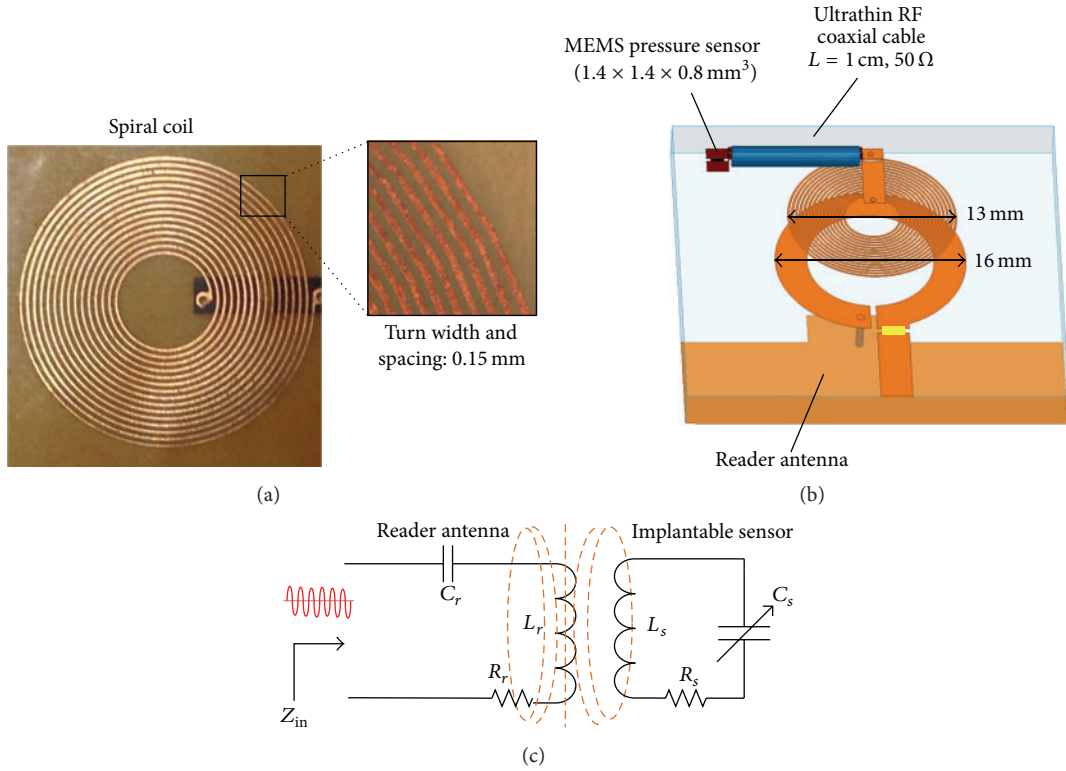 Spiral coil
Turn width and
spacing: 0.15 mm
(a)
(b)
MEMS pressure sensor
(1.4 × 1.4 × 0.8 mm³)
Ultrathin RF
coaxial cable
L = 1 cm, 50 Ω
13 mm
16 mm
Reader antenna
(c)
Reader antenna
Implantable sensor
C_r
L_r
L_s
C_s
R_r
R_s
Z_in